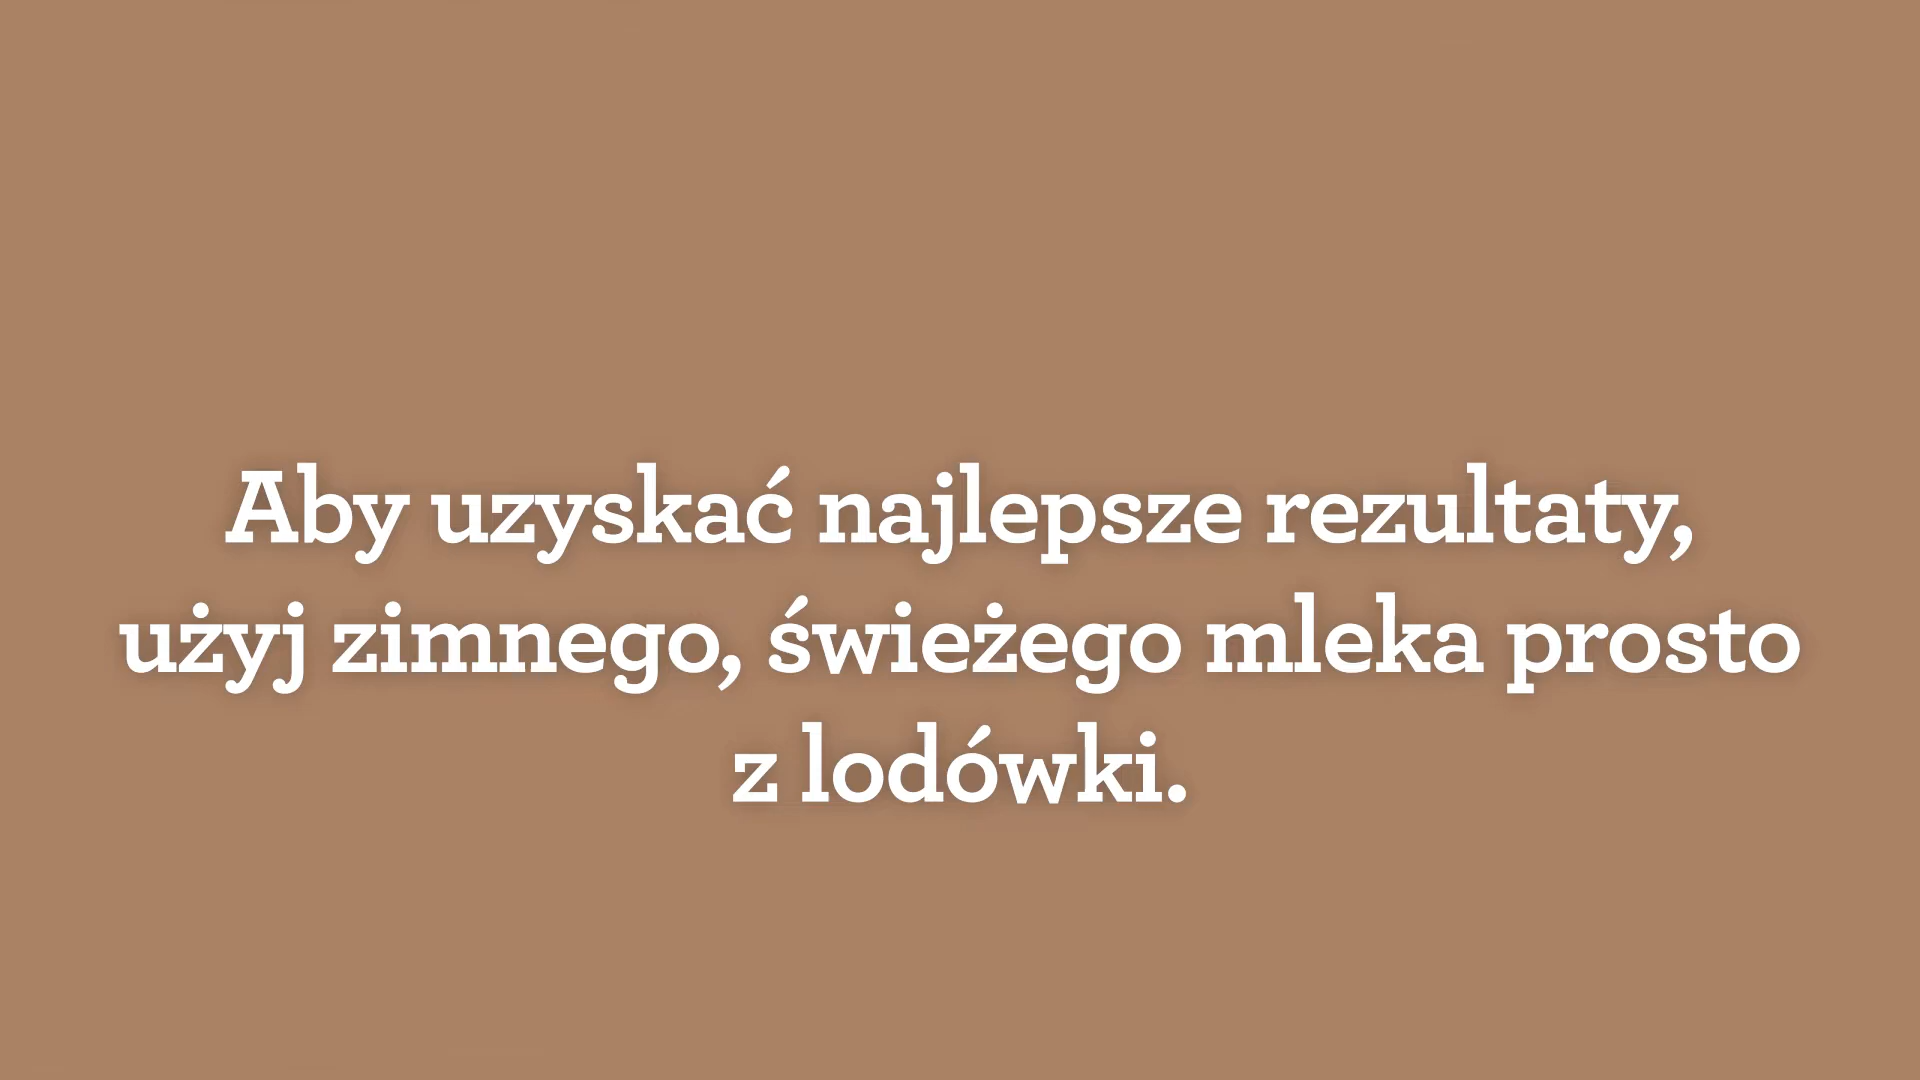 Aby uzyskać najlepsze rezultaty,
użyj zimnego, świeżego mleka prosto
z lodówki.